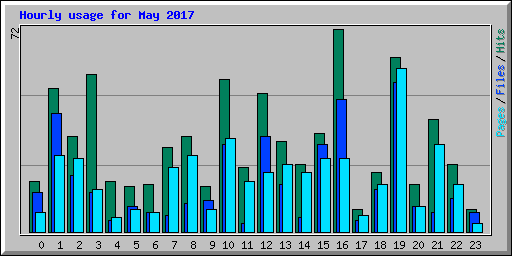 Hourly usage for May 2017
72
Pages / Files / Hits
0 1 2 3 4 5 6 7 8 9 10 11 12 13 14 15 16 17 18 19 20 21 22 23